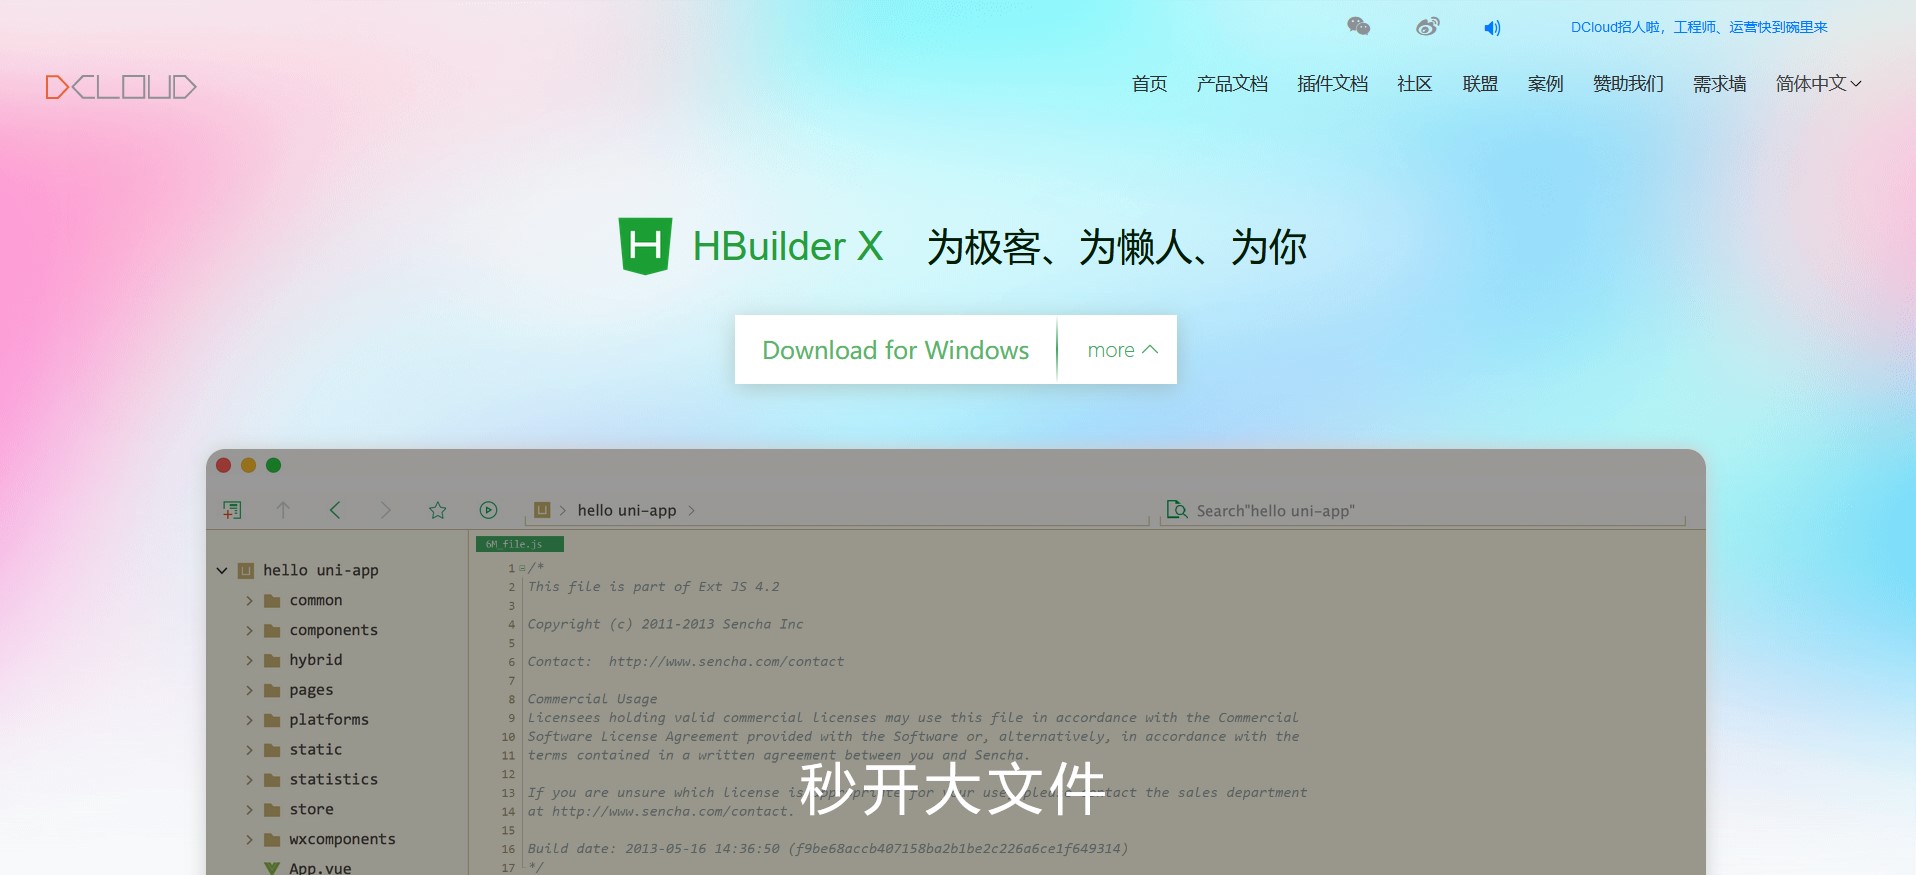 DCloud招人啦，工程师、运营快到碗里来
DCLOUD
首页 产品文档 插件文档 社区 联盟 案例 赞助我们 需求墙 简体中文
H HBuilder X 为极客、为懒人、为你
Download for Windows more
hello uni-app
Search"hello uni-app"
6M_file.js
hello uni-app
common
components
hybrid
pages
platforms
static
statistics
store
wxcomponents
App.vue
1 /*
2 This file is part of Ext JS 4.2
3
4 Copyright (c) 2011-2013 Sencha Inc
5
6 Contact: http://www.sencha.com/contact
7
8 Commercial Usage
9 Licensees holding valid commercial licenses may use this file in accordance with the Commercial
10 Software License Agreement provided with the Software or, alternatively, in accordance with the
11 terms contained in a written agreement between you and Sencha.
12
13 If you are unsure which license is appropriate for your use, please contact the sales department
14 at http://www.sencha.com/contact.
15
16 Build date: 2013-05-16 14:36:50 (f9be68accb407158ba2b1be2c226a6ce1f649314)
17 */
秒开大文件